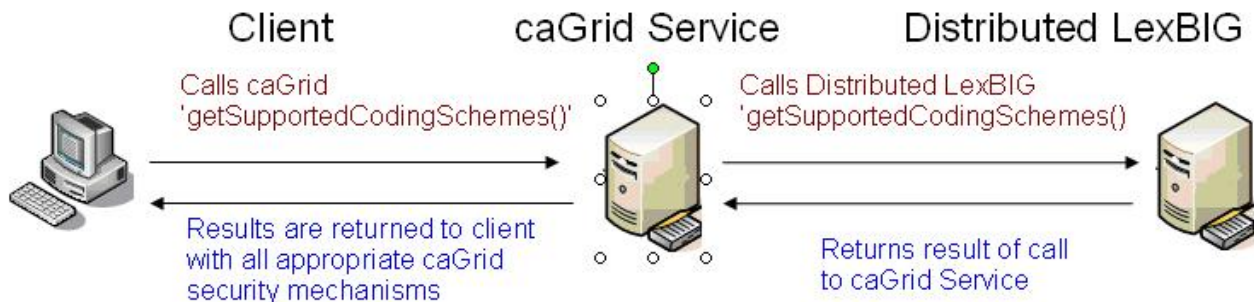 Client
caGrid Service
Distributed LexBIG
Calls caGrid
'getSupportedCodingSchemes()'
Calls Distributed LexBIG
'getSupportedCodingSchemes()
Results are returned to client
with all appropriate caGrid
security mechanisms
Returns result of call
to caGrid Service